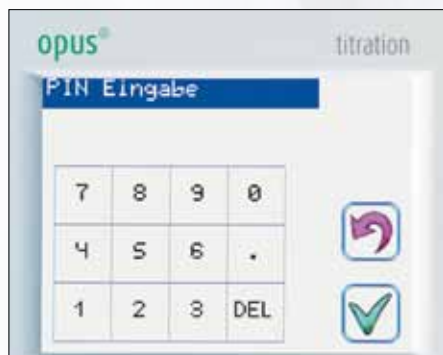 opus® titration
PIN Eingabe
7 8 9 0
4 5 6 .
1 2 3 DEL